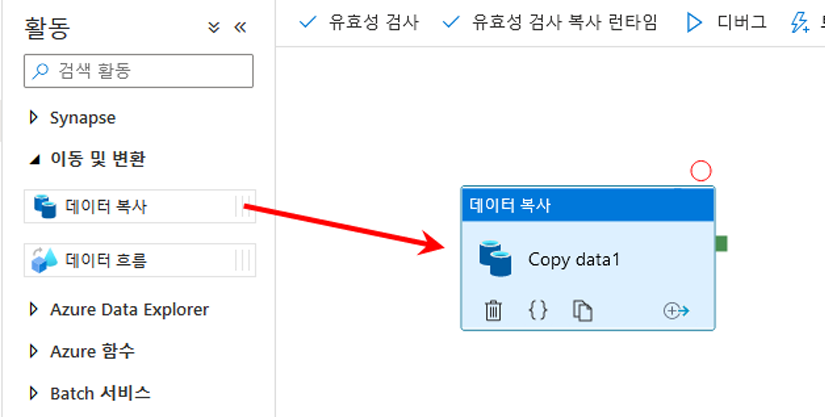 활동
검색 활동
Synapse
이동 및 변환
데이터 복사
데이터 흐름
Azure Data Explorer
Azure 함수
Batch 서비스
유효성 검사
유효성 검사 복사 런타임
디버그
데이터 복사
Copy data1